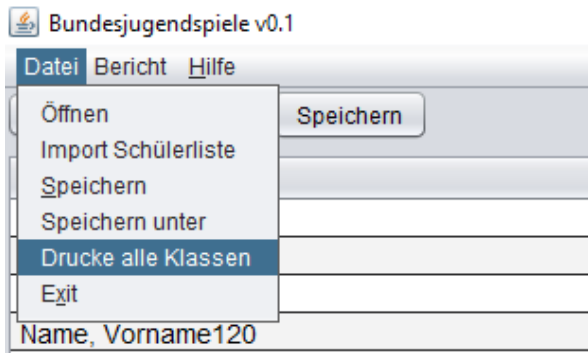 Bundesjugendspiele v0.1
Datei Bericht Hilfe
Öffnen
Speichern
Import Schülerliste
Speichern
Speichern unter
Drucke alle Klassen
Exit
Name, Vorname120